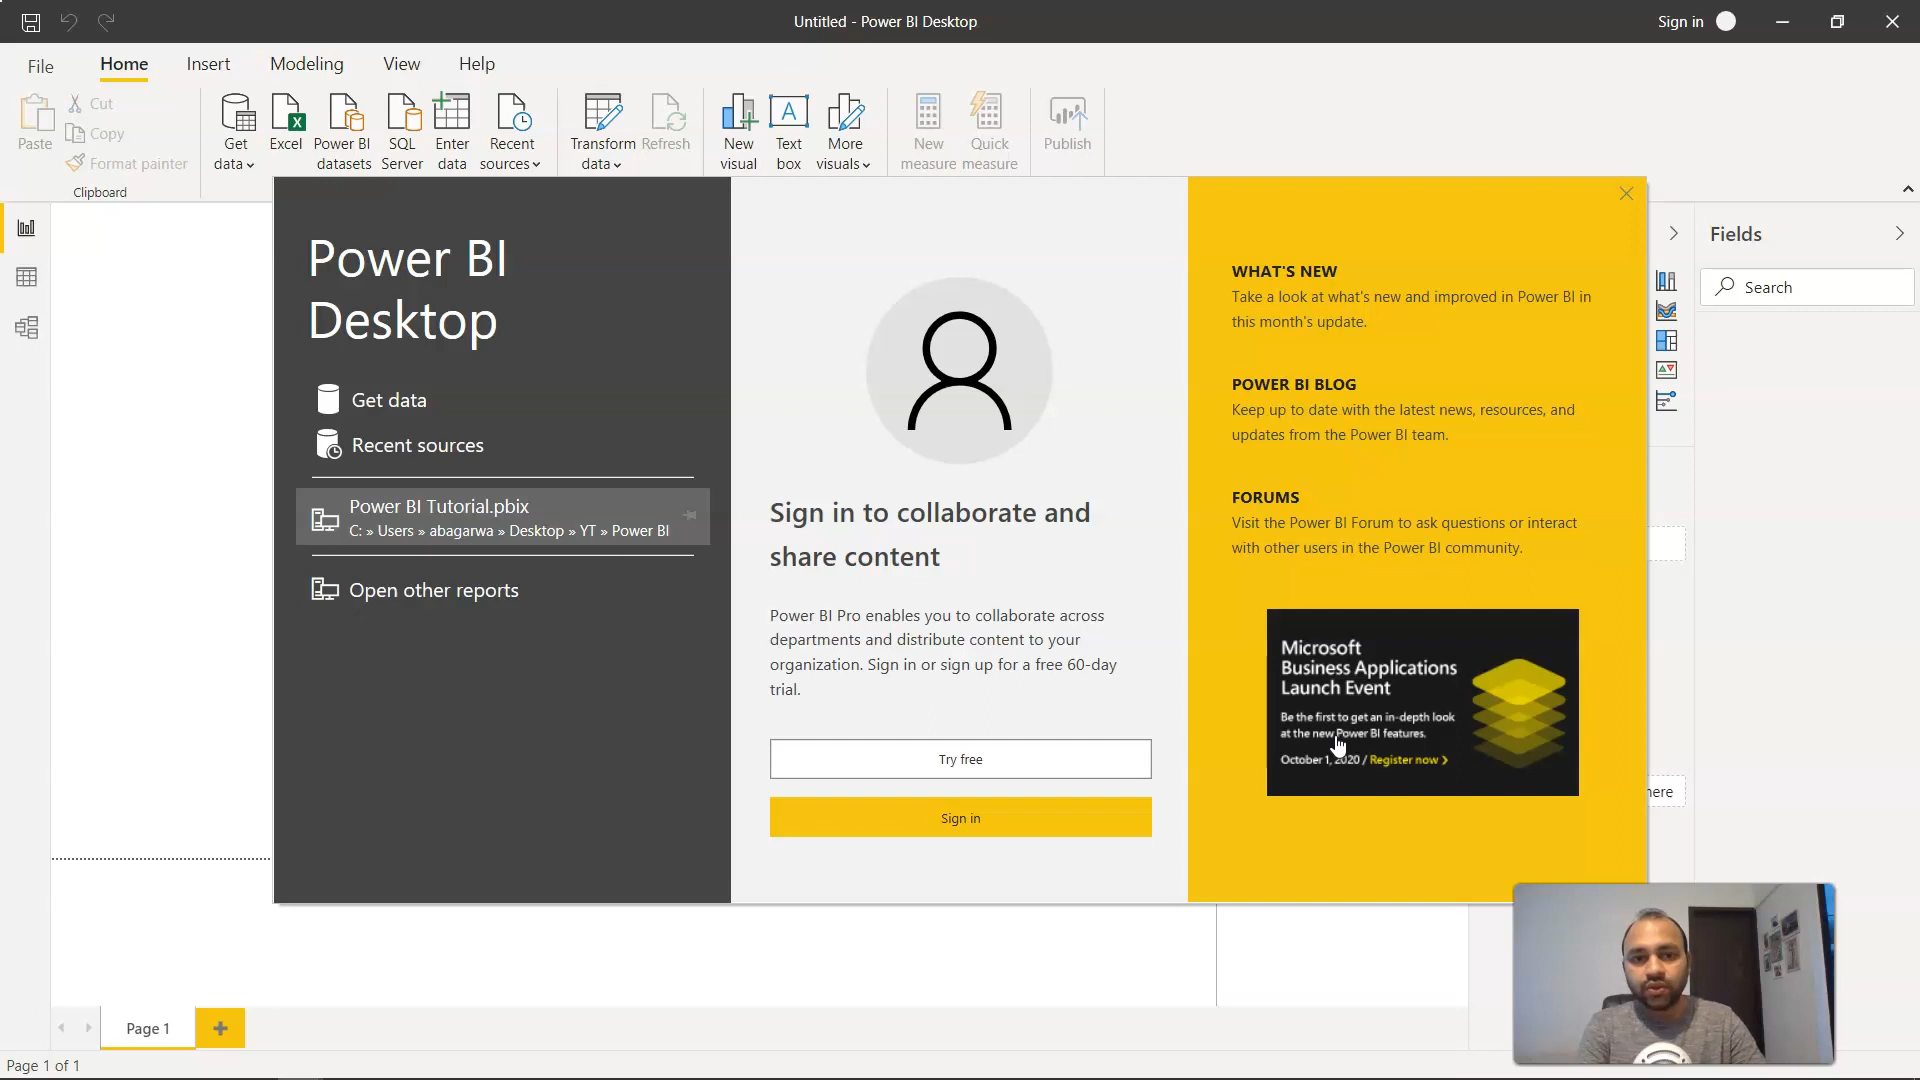 Untitled - Power BI Desktop
Sign in
File
Home
Insert
Modeling
View
Help
Paste
Cut
Copy
Format painter
Clipboard
Get
data
Excel
Power BI
datasets
SQL
Server
Enter
data
Recent
sources
Transform
data
Refresh
New
visual
Text
box
More
visuals
New
measure
Quick
measure
Publish
Power BI
Desktop
Get data
Recent sources
Power BI Tutorial.pbix
C: » Users » abagarwa » Desktop » YT » Power BI
Open other reports
Sign in to collaborate and
share content
Power BI Pro enables you to collaborate across
departments and distribute content to your
organization. Sign in or sign up for a free 60-day
trial.
Try free
Sign in
WHAT'S NEW
Take a look at what's new and improved in Power BI in
this month's update.
POWER BI BLOG
Keep up to date with the latest news, resources, and
updates from the Power BI team.
FORUMS
Visit the Power BI Forum to ask questions or interact
with other users in the Power BI community.
Microsoft
Business Applications
Launch Event
Be the first to get an in-depth look
at the new Power BI features.
October 1, 2020 / Register now >
Fields
Search
here
Page 1
Page 1 of 1